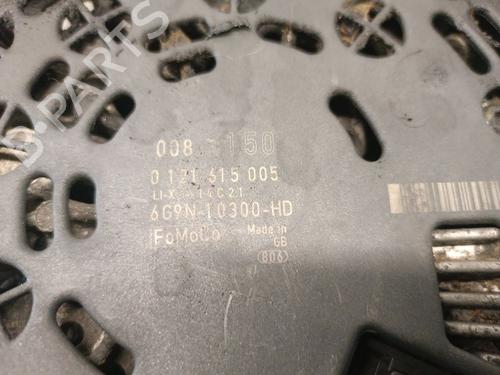 008 150
0 121 615 005
LI-X 14C21
6G9N-10300-HD
FoMoCo Made in
GB
806